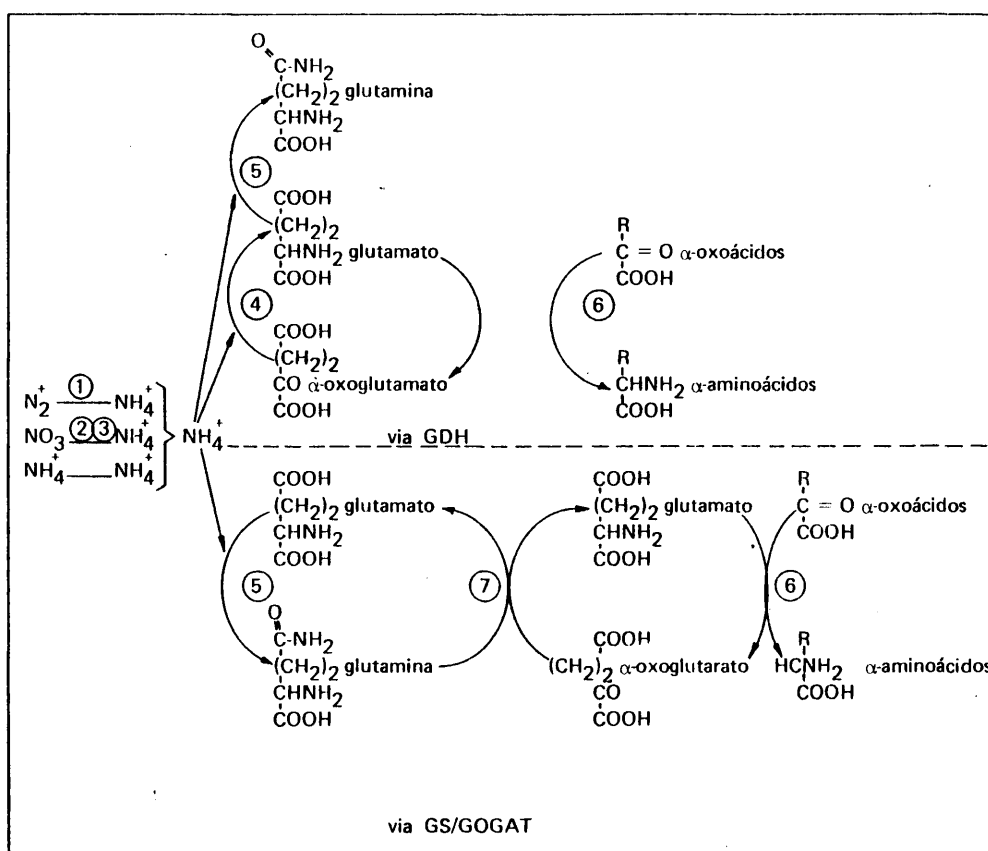 O
C-NH2
(CH2)2 glutamina
CHNH2
COOH
5
COOH
(CH2)2
CHNH2 glutamato
COOH
4
COOH
(CH2)2
CO α-oxoglutamato
COOH
R
C = O α-oxoácidos
COOH
6
R
CHNH2 α-aminoácidos
COOH
N2+ 1 NH4+
NO3 2 3 NH4+
NH4+ NH4+
NH4+
via GDH
COOH
(CH2)2 glutamato
CHNH2
COOH
5
O
C-NH2
(CH2)2 glutamina
CHNH2
COOH
7
COOH
(CH2)2 glutamato
CHNH2
COOH
COOH
(CH2)2 α-oxoglutarato
CO
COOH
R
C = O α-oxoácidos
COOH
6
R
HCNH2 α-aminoácidos
COOH
via GS/GOGAT